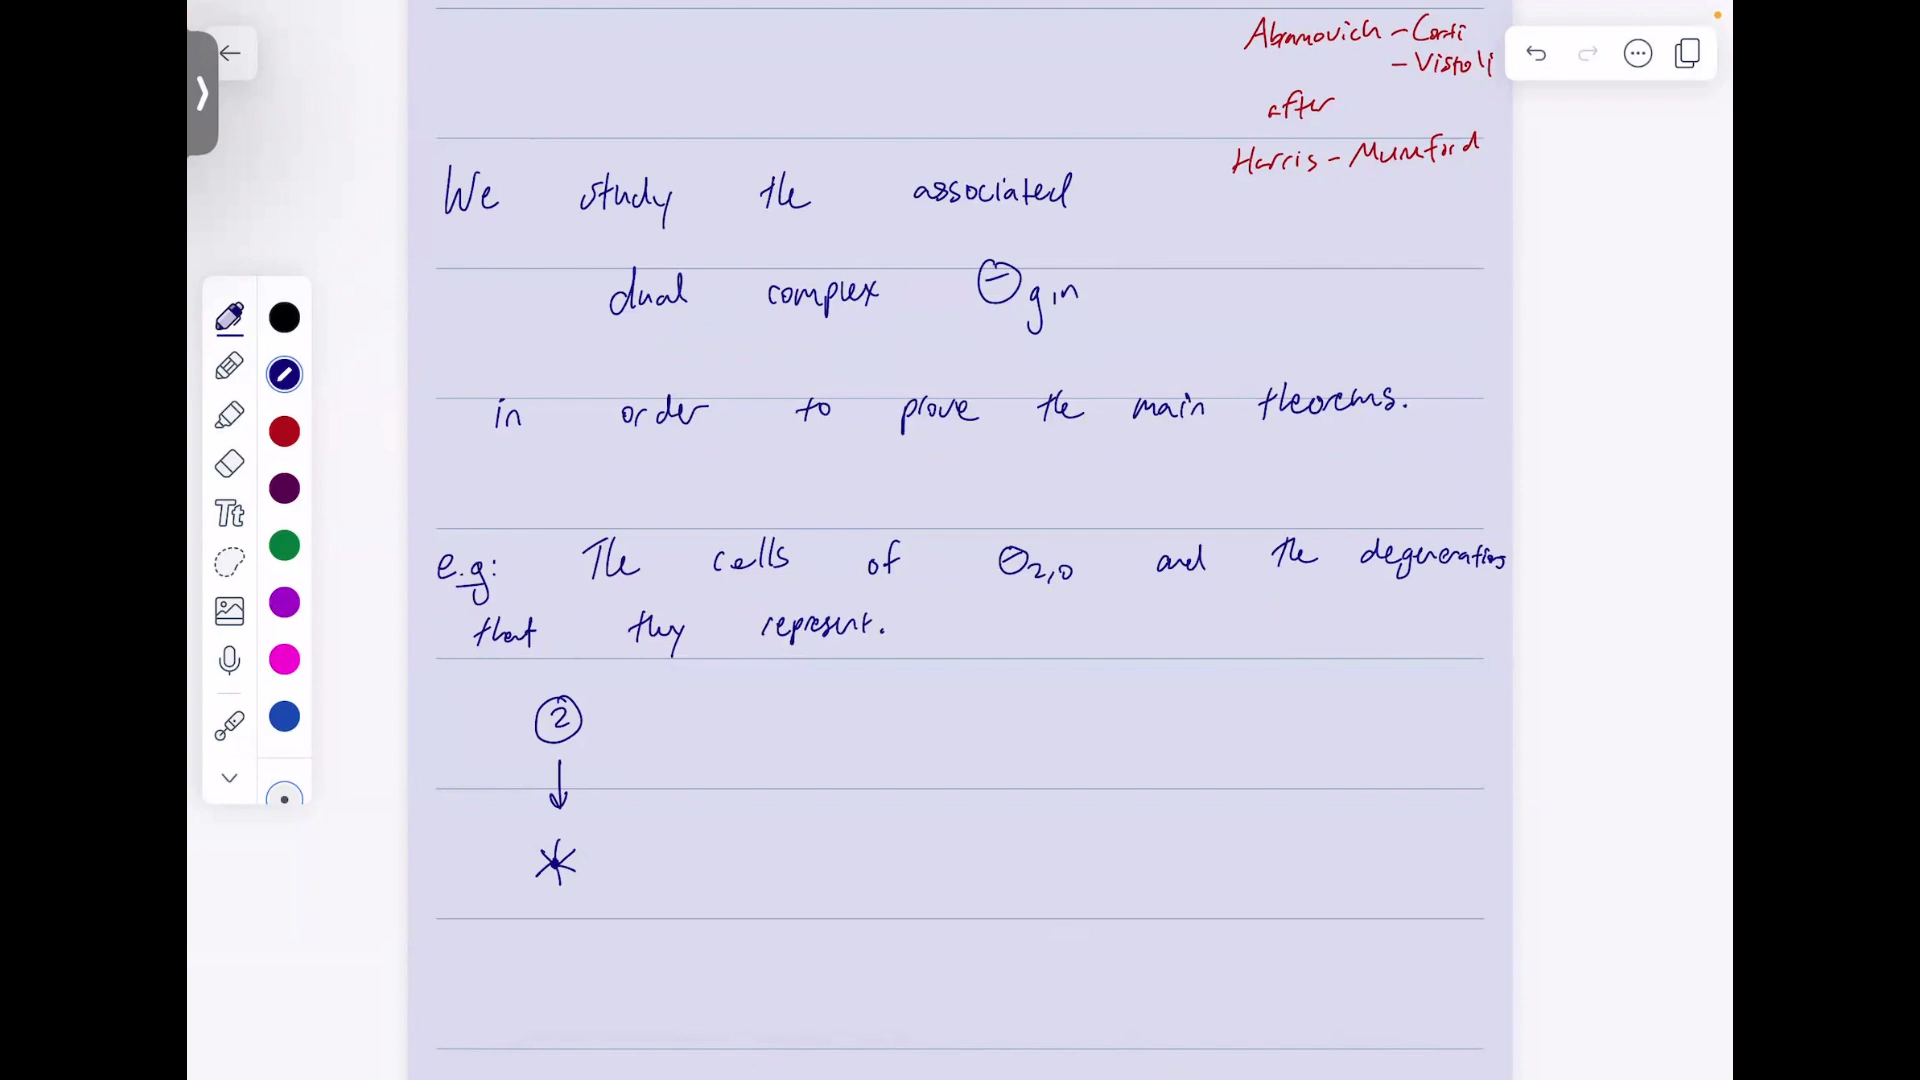 Abramovich - Corti
- Vistoli
after
Harris - Mumford
We study the associated
dual complex Θg,n
in order to prove the main theorems.
e.g: The cells of Θ2,0 and the degenerations
that they represent.
2
Tt